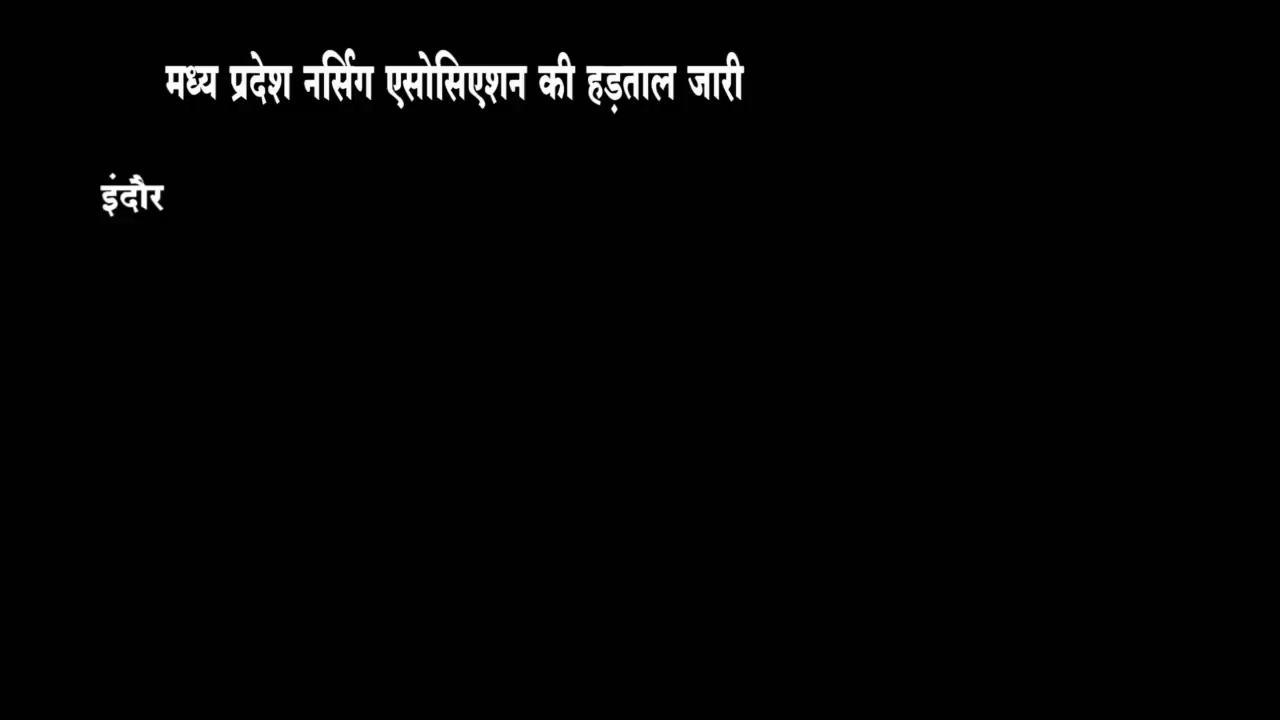 मध्य प्रदेश नर्सिग एसोसिएशन की हड़ताल जारी
इंदौर